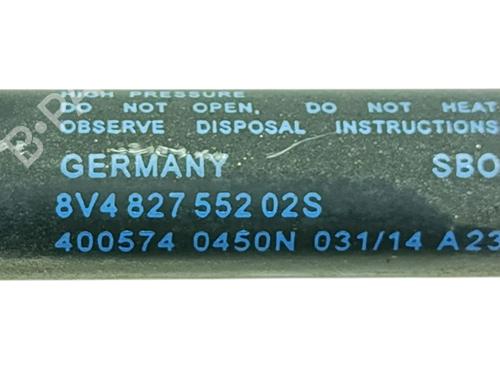 HIGH PRESSURE
DO NOT OPEN, DO NOT HEAT
OBSERVE DISPOSAL INSTRUCTIONS
GERMANY SBO
8V4 827 552 02S
400574 0450N 031/14 A23
B-PA